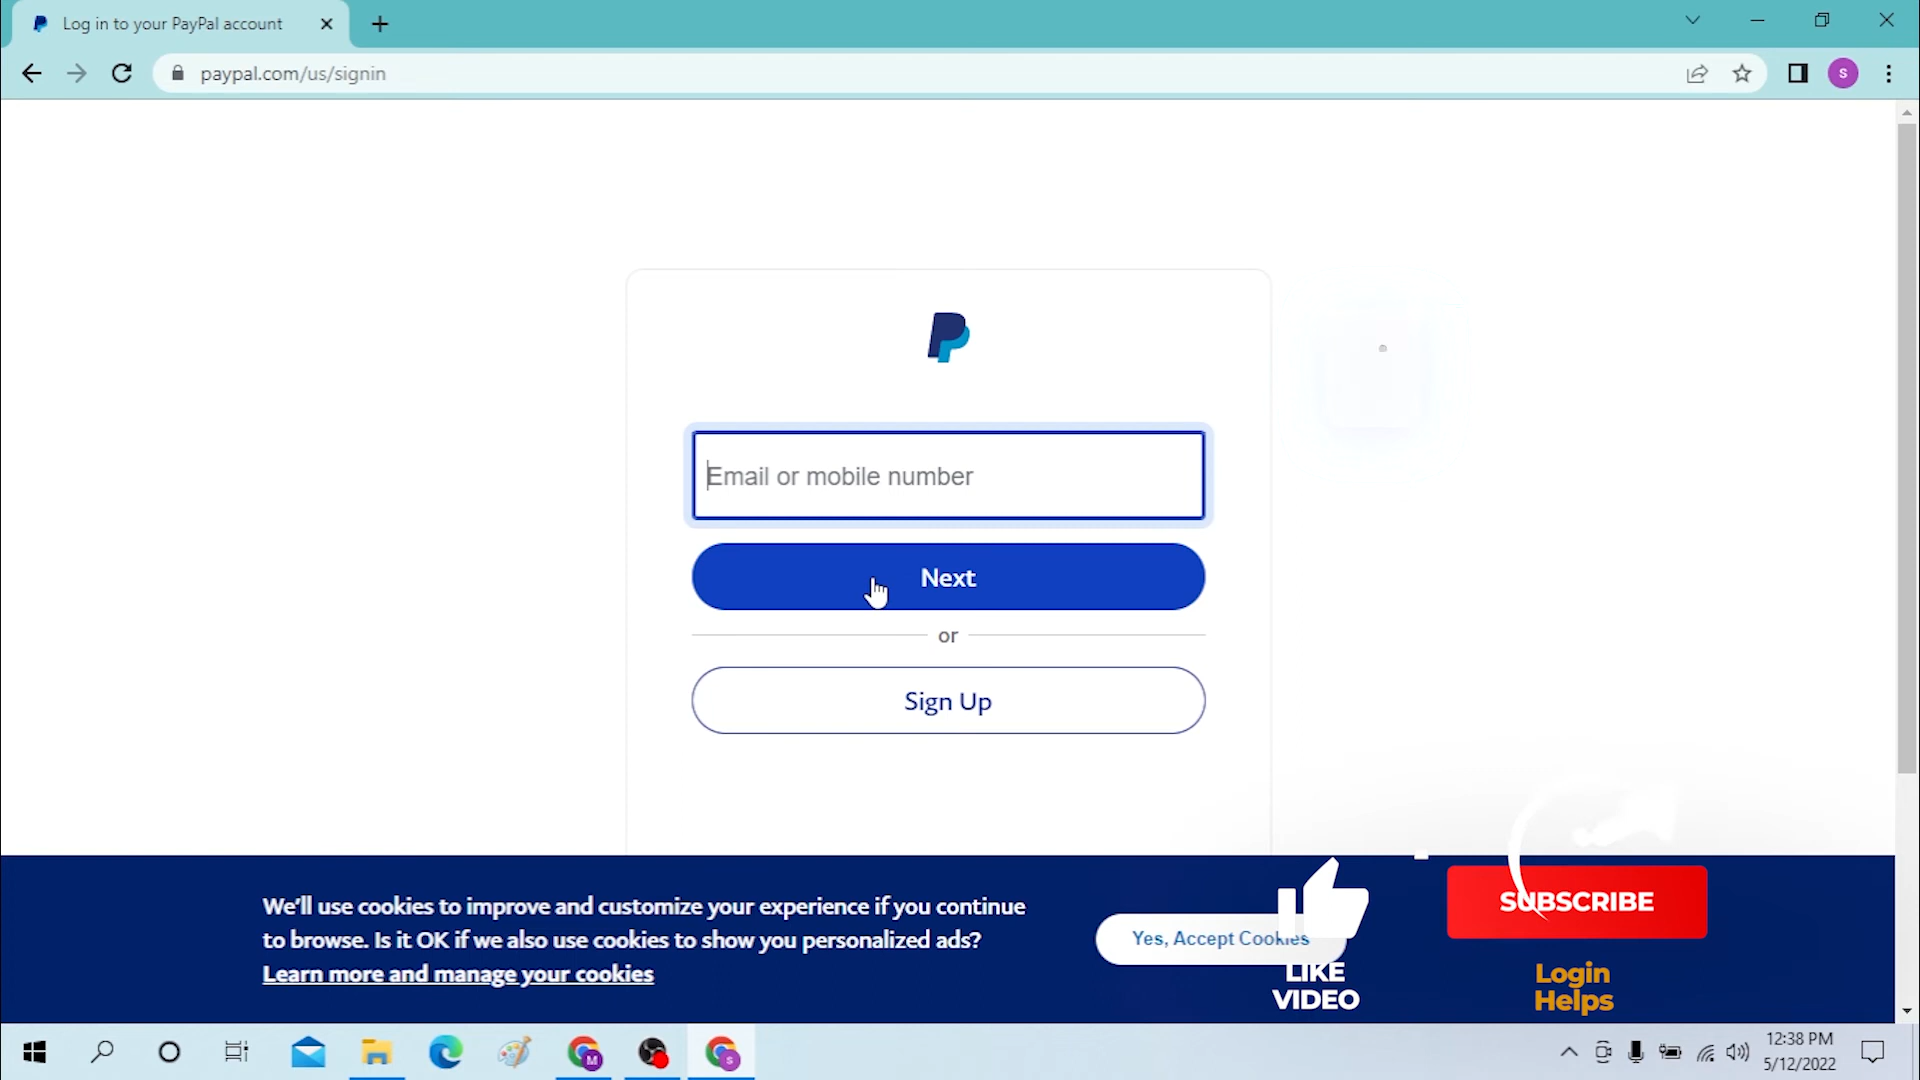 Log in to your PayPal account
paypal.com/us/signin
S
Email or mobile number
Next
or
Sign Up
We'll use cookies to improve and customize your experience if you continue
to browse. Is it OK if we also use cookies to show you personalized ads?
Learn more and manage your cookies
Yes, Accept Cookies
LIKE
VIDEO
SUBSCRIBE
Login
Helps
M
S
12:38 PM
5/12/2022